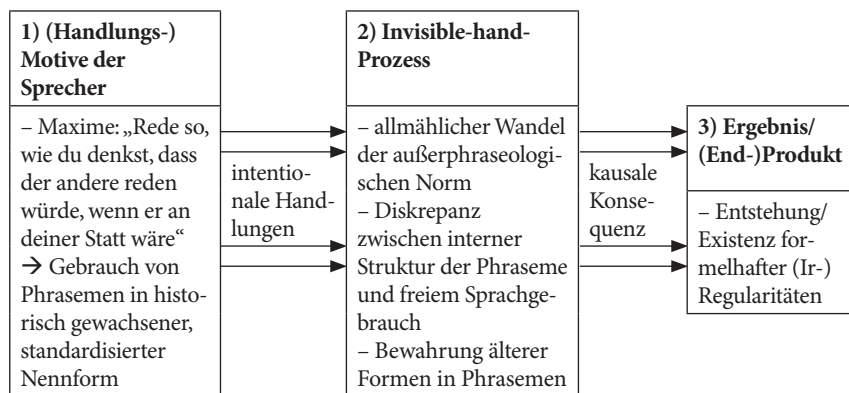 1) (Handlungs-)
Motive der
Sprecher
– Maxime: „Rede so,
wie du denkst, dass
der andere reden
würde, wenn er an
deiner Statt wäre“
→ Gebrauch von
Phrasemen in histo-
risch gewachsener,
standardisierter
Nennform
intentio-
nale Hand-
lungen
2) Invisible-hand-
Prozess
– allmählicher Wandel
der außerphraseologi-
schen Norm
– Diskrepanz
zwischen interner
Struktur der Phraseme
und freiem Sprachge-
brauch
– Bewahrung älterer
Formen in Phrasemen
kausale
Konse-
quenz
3) Ergebnis/
(End-)Produkt
– Entstehung/
Existenz for-
melhafter (Ir-)
Regularitäten